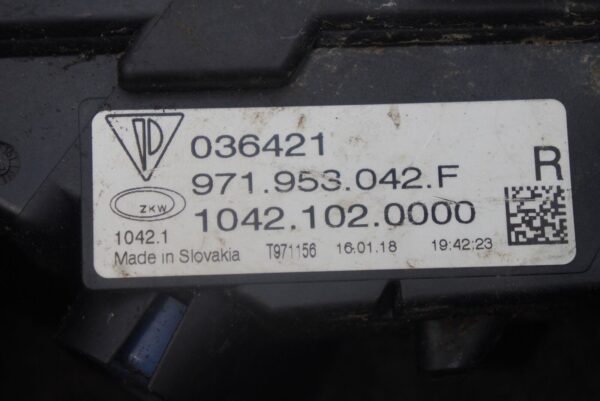 036421
971.953.042.F
R
ZKW
1042.102.0000
1042.1
Made in Slovakia T971156 16.01.18 19:42:23